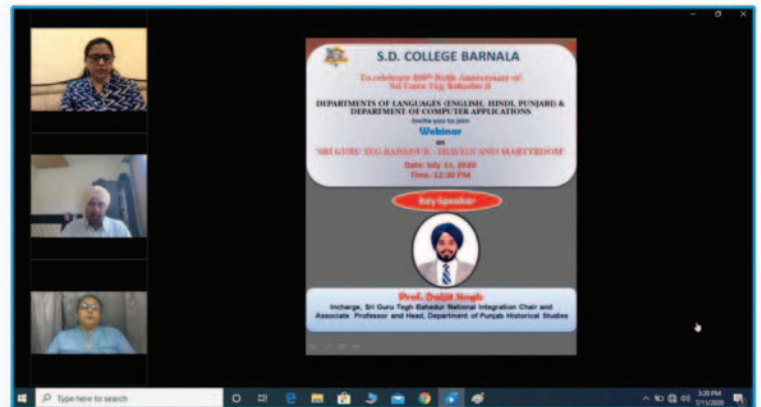 S.D. COLLEGE BARNALA
To celebrate 400th Birth Anniversary of
Sri Guru Teg Bahadur Ji
DEPARTMENTS OF LANGUAGES (ENGLISH, HINDI, PUNJABI) &
DEPARTMENT OF COMPUTER APPLICATIONS
Invite you to join
Webinar
on
'SRI GURU TEG BAHADUR : TRAVELS AND MARTYRDOM'
Date: July 11, 2020
Time: 12:30 PM
Key Speaker
Prof. Daljit Singh
Incharge, Sri Guru Tegh Bahadur National Integration Chair and
Associate Professor and Head, Department of Punjab Historical Studies
Type here to search
3:20 PM
7/11/2020